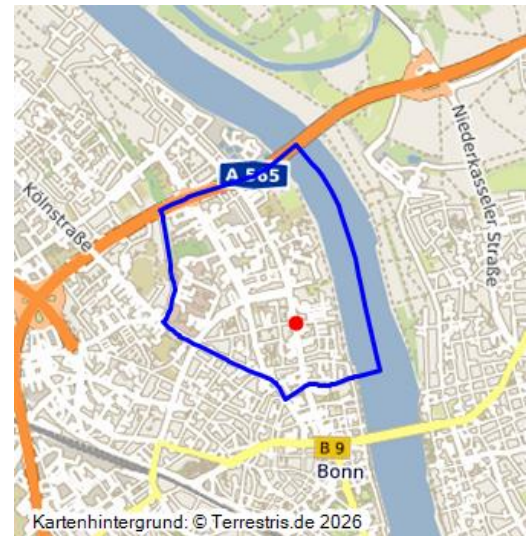 A 565
Niederkasseler Straße
Kölnstraße
B 9
Bonn
Kartenhintergrund: © Terrestris.de 2026